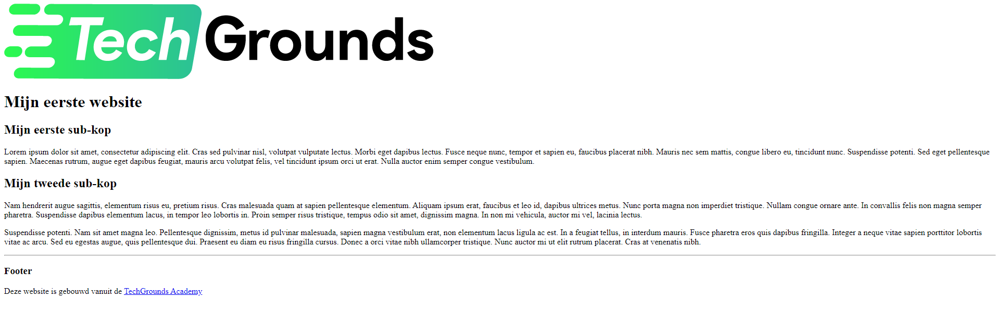 Tech Grounds
Mijn eerste website
Mijn eerste sub-kop
Lorem ipsum dolor sit amet, consectetur adipiscing elit. Cras sed pulvinar nisl, volutpat vulputate lectus. Morbi eget dapibus lectus. Fusce neque nunc, tempor et sapien eu, faucibus placerat nibh. Mauris nec sem mattis, congue libero eu, tincidunt nunc. Suspendisse potenti. Sed eget pellentesque
sapien. Maecenas rutrum, augue eget dapibus feugiat, mauris arcu volutpat felis, vel tincidunt ipsum orci ut erat. Nulla auctor enim semper congue vestibulum.
Mijn tweede sub-kop
Nam hendrerit augue sagittis, elementum risus eu, pretium risus. Cras malesuada quam at sapien pellentesque elementum. Aliquam ipsum erat, faucibus et leo id, dapibus ultrices metus. Nunc porta magna non imperdiet tristique. Nullam congue ornare ante. In convallis felis non magna semper
pharetra. Suspendisse dapibus elementum lacus, in tempor leo lobortis in. Proin semper risus tristique, tempus odio sit amet, dignissim magna. In non mi vehicula, auctor mi vel, lacinia lectus.
Suspendisse potenti. Nam sit amet magna leo. Pellentesque dignissim, metus id pulvinar malesuada, sapien magna vestibulum erat, non elementum lacus ligula ac est. In a feugiat tellus, in interdum mauris. Fusce pharetra eros quis dapibus fringilla. Integer a neque vitae sapien porttitor lobortis
vitae ac arcu. Sed eu egestas augue, quis pellentesque dui. Praesent eu diam eu risus fringilla cursus. Donec a orci vitae nibh ullamcorper tristique. Nunc auctor mi ut elit rutrum placerat. Cras at venenatis nibh.
Footer
Deze website is gebouwd vanuit de TechGrounds Academy